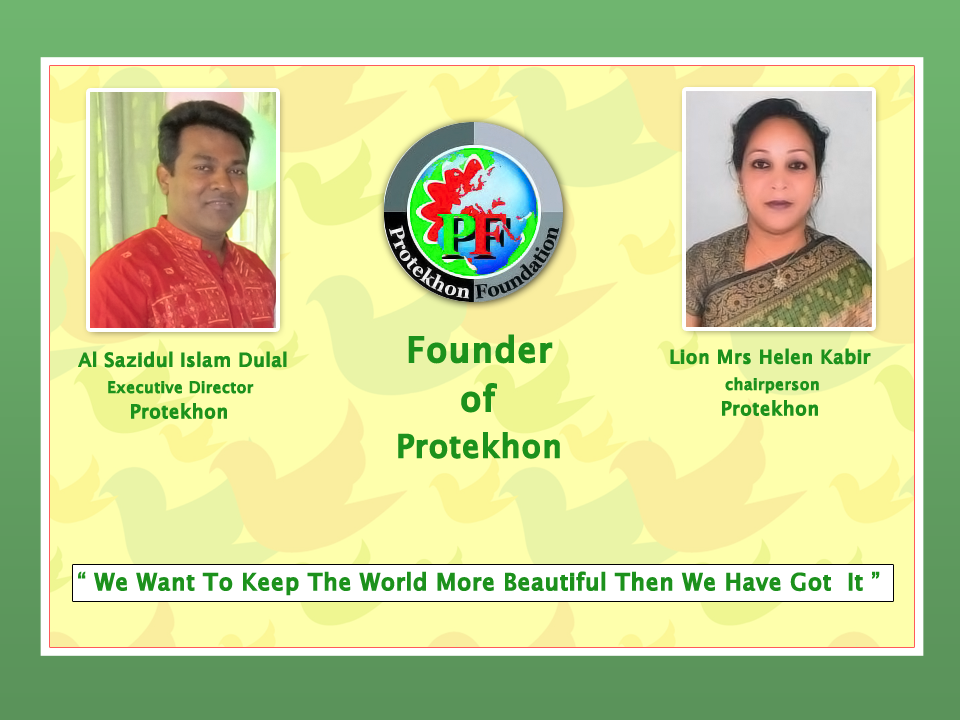 PF
Protekhon Foundation
Al Sazidul Islam Dulal
Executive Director
Protekhon
Founder
of
Protekhon
Lion Mrs Helen Kabir
chairperson
Protekhon
“ We Want To Keep The World More Beautiful Then We Have Got It ”